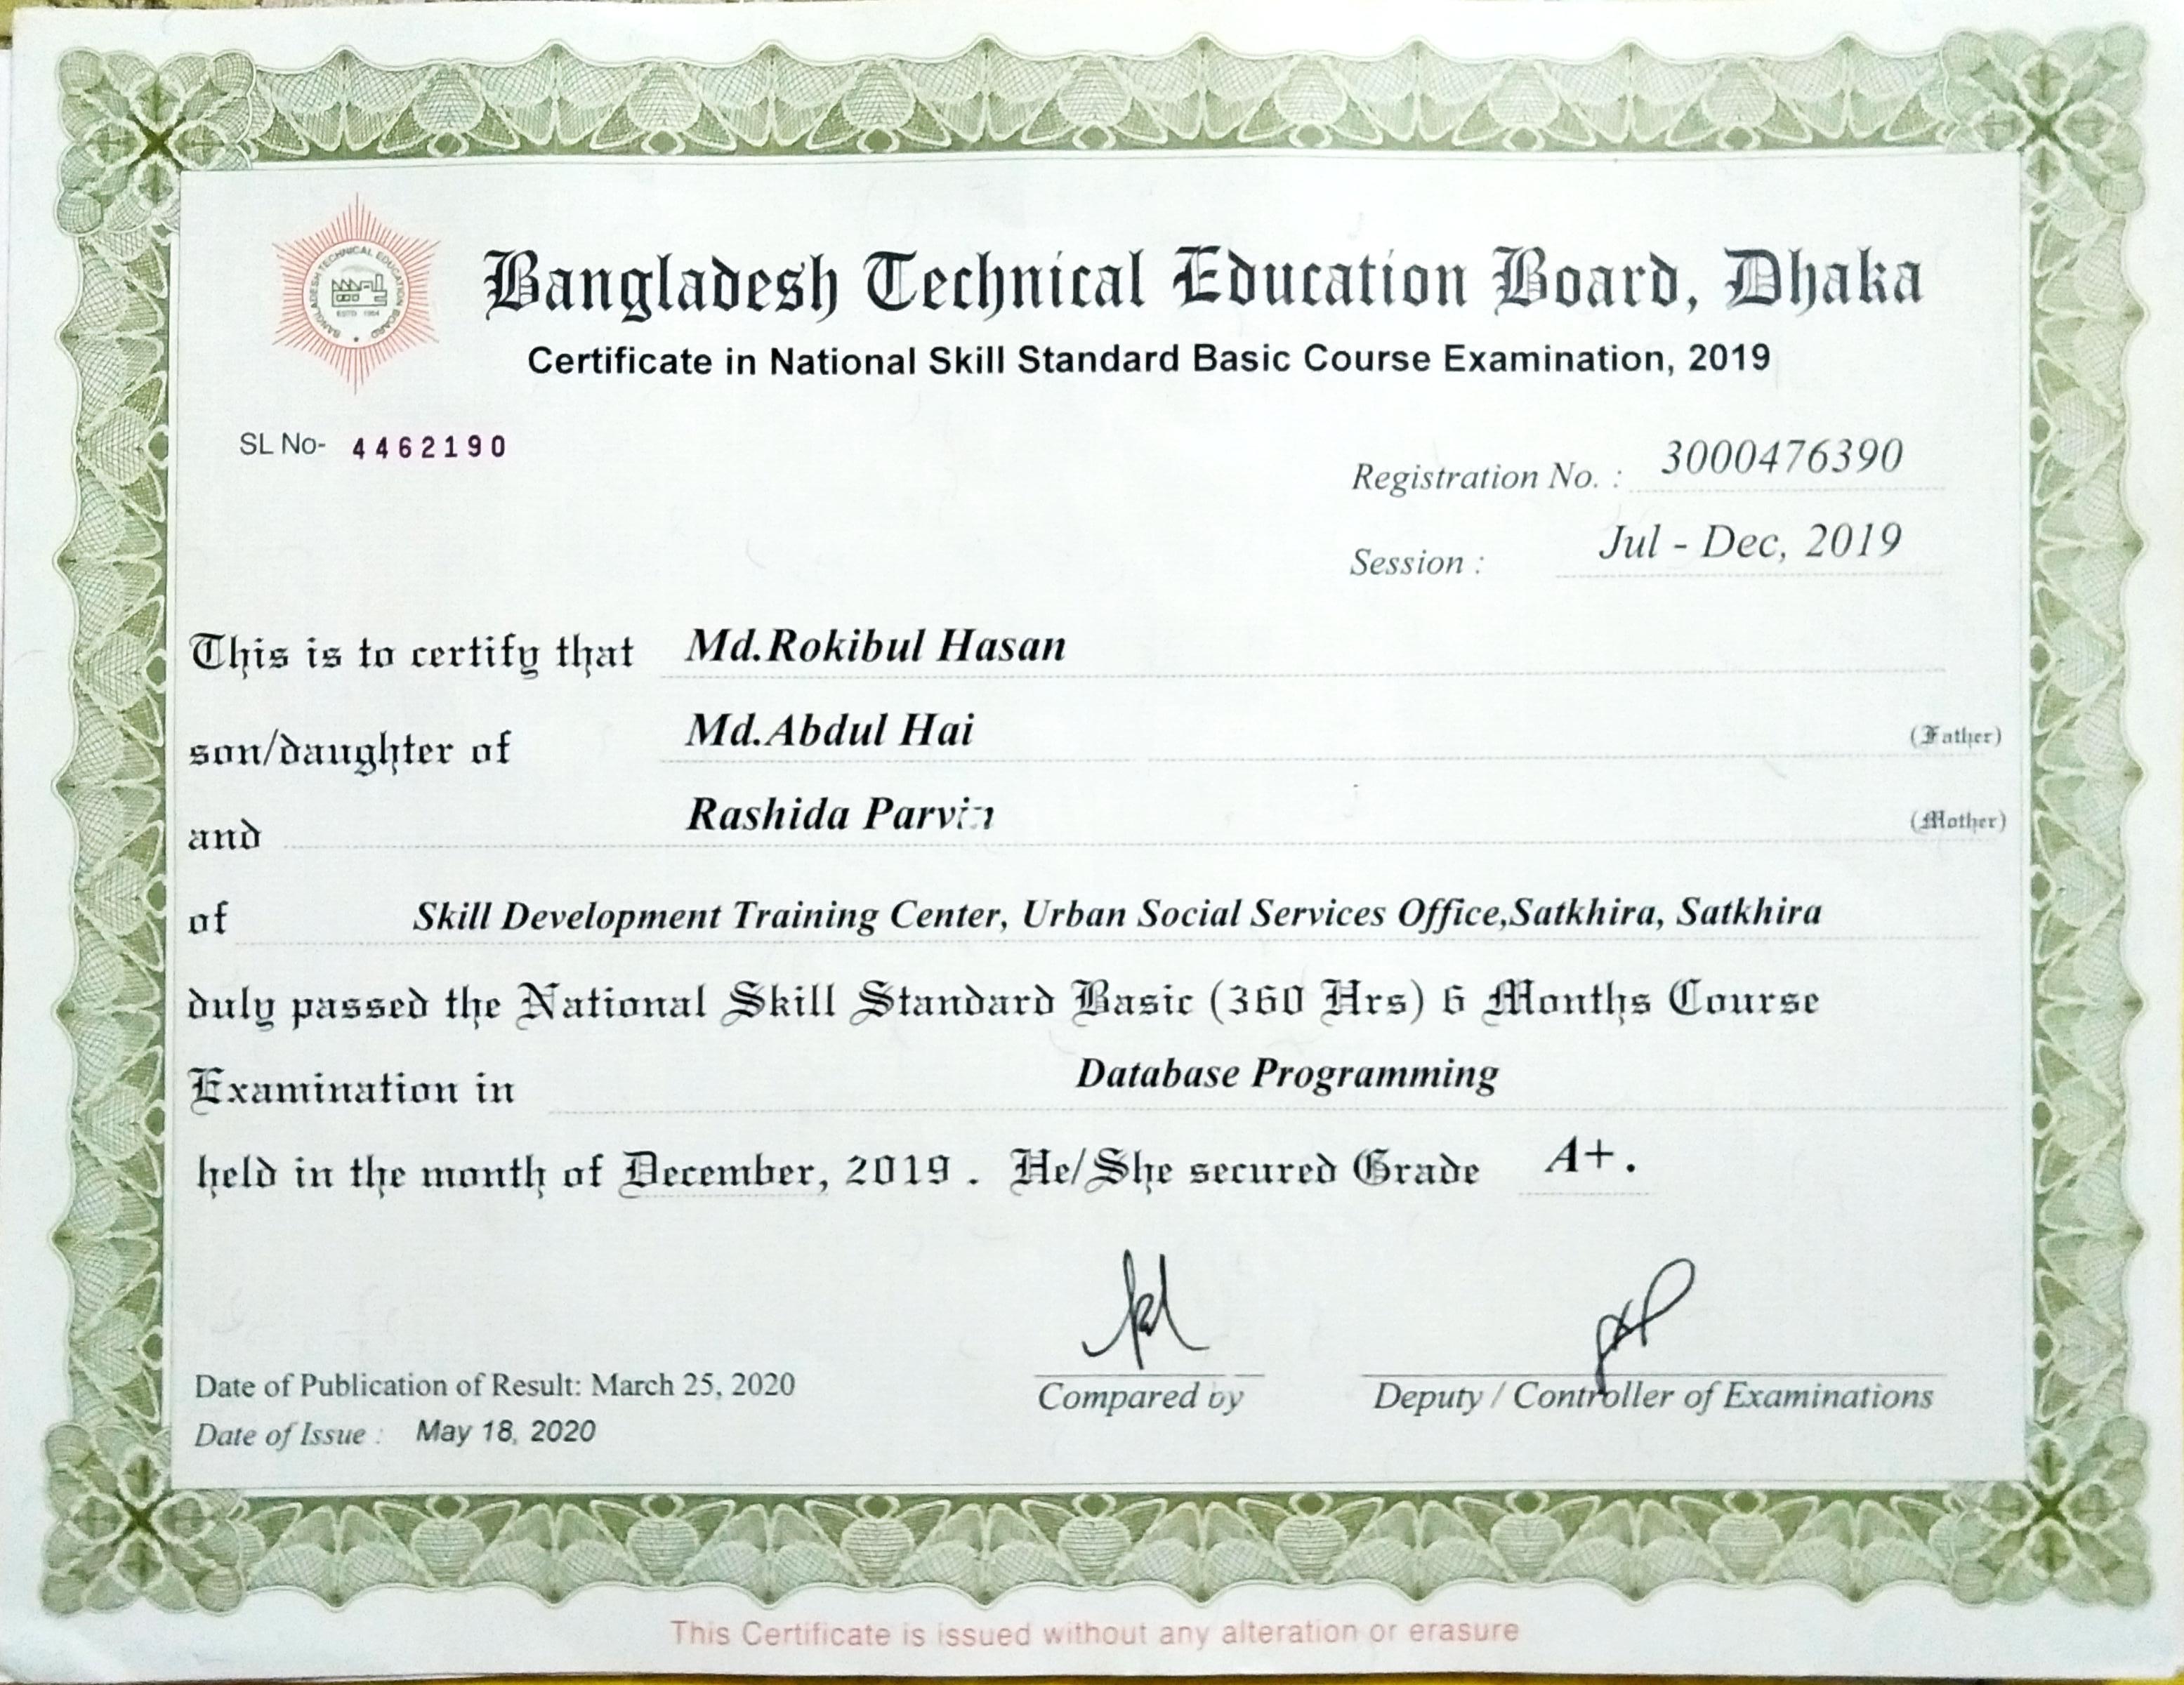 Bangladesh Technical Education Board, Dhaka
Certificate in National Skill Standard Basic Course Examination, 2019
BANGLADESH TECHNICAL EDUCATION BOARD
ESTD 1954
SL No- 4462190
Registration No. : 3000476390
Session : Jul - Dec, 2019
This is to certify that Md.Rokibul Hasan
son/daughter of Md.Abdul Hai (Father)
and Rashida Parvin (Mother)
of Skill Development Training Center, Urban Social Services Office,Satkhira, Satkhira
duly passed the National Skill Standard Basic (360 Hrs) 6 Months Course
Examination in Database Programming
held in the month of December, 2019 . He/She secured Grade A+.
Date of Publication of Result: March 25, 2020
Date of Issue : May 18, 2020
Compared by
Deputy / Controller of Examinations
This Certificate is issued without any alteration or erasure